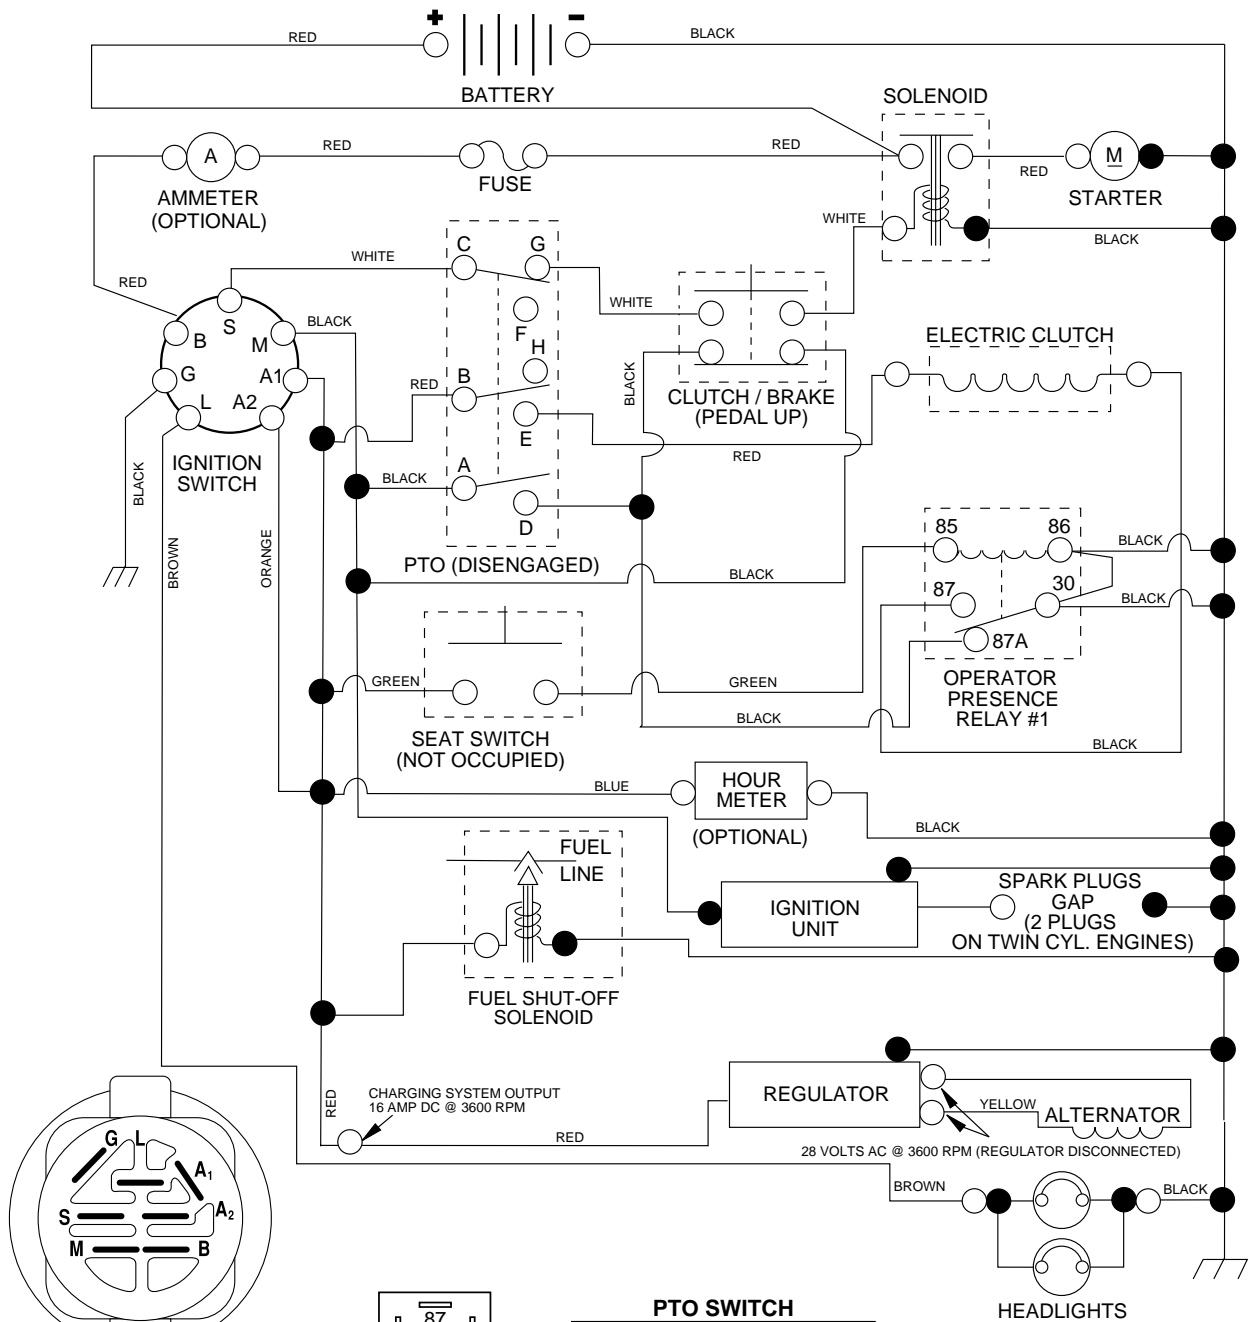 +
-
RED
BLACK
BATTERY
SOLENOID
A
RED
FUSE
RED
RED
M
STARTER
AMMETER
(OPTIONAL)
WHITE
BLACK
C
G
WHITE
RED
WHITE
S
B
M
BLACK
F
H
ELECTRIC CLUTCH
G
A1
RED
B
BLACK
CLUTCH / BRAKE
(PEDAL UP)
L
A2
E
RED
IGNITION
SWITCH
BLACK
BLACK
A
D
85
86
BLACK
BROWN
ORANGE
PTO (DISENGAGED)
BLACK
87
30
BLACK
87A
GREEN
GREEN
OPERATOR
PRESENCE
RELAY #1
BLACK
SEAT SWITCH
(NOT OCCUPIED)
BLACK
BLUE
HOUR
METER
(OPTIONAL)
BLACK
FUEL
LINE
SPARK PLUGS
GAP
(2 PLUGS
ON TWIN CYL. ENGINES)
IGNITION
UNIT
FUEL SHUT-OFF
SOLENOID
RED
CHARGING SYSTEM OUTPUT
16 AMP DC @ 3600 RPM
REGULATOR
YELLOW
ALTERNATOR
RED
28 VOLTS AC @ 3600 RPM (REGULATOR DISCONNECTED)
G
L
A1
S
A2
M
B
BROWN
BLACK
HEADLIGHTS
87
PTO SWITCH